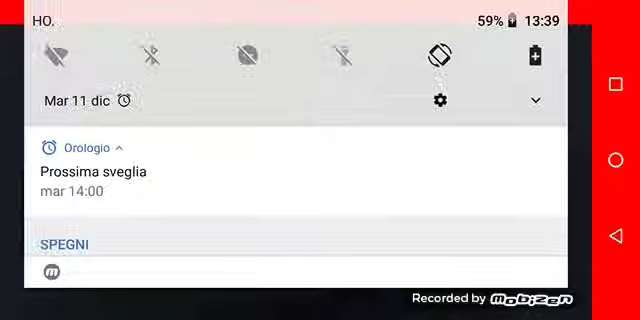 HO.
59% 13:39
Mar 11 dic
Orologio
Prossima sveglia
mar 14:00
SPEGNI
m
Recorded by Mobizen